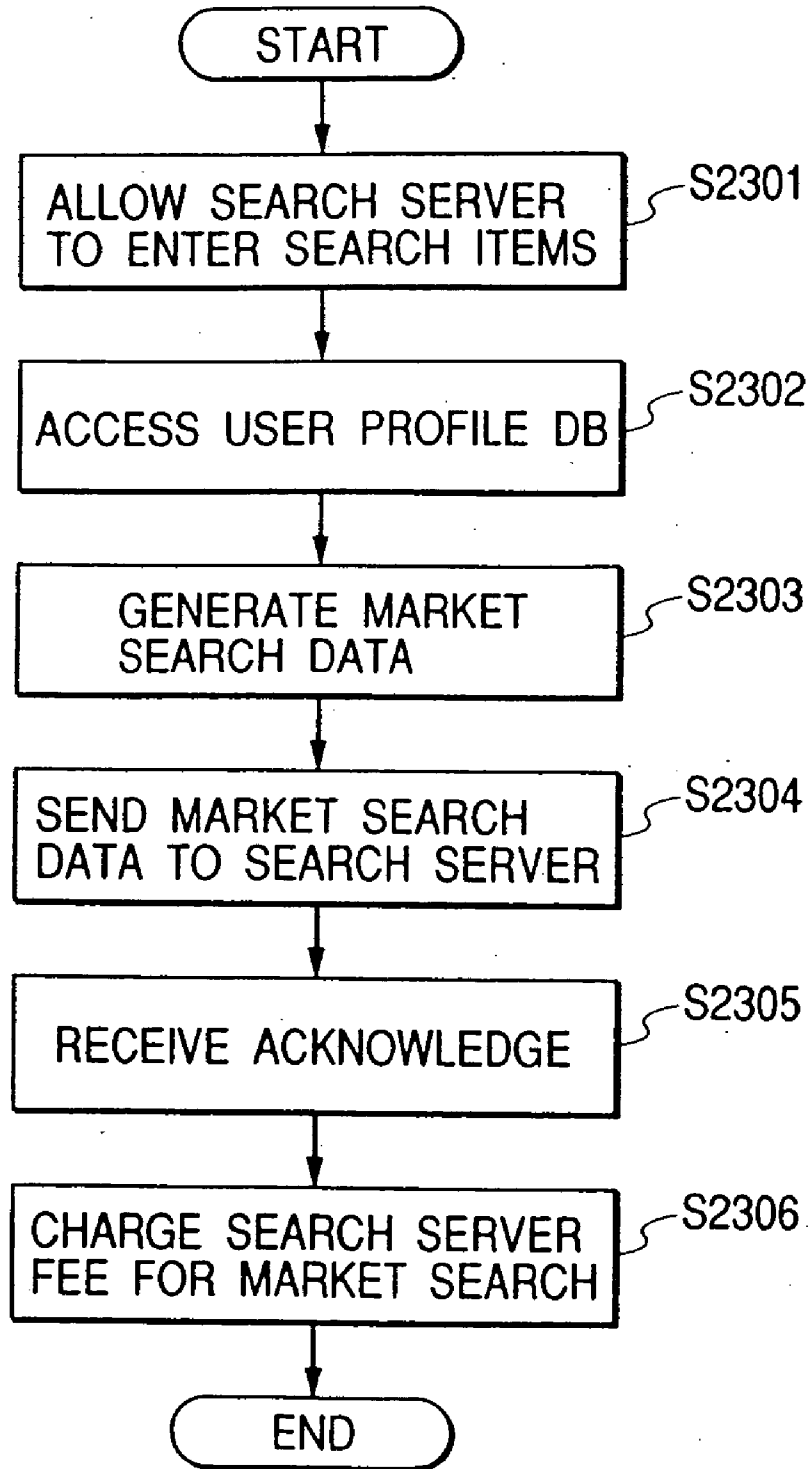 START
ALLOW SEARCH SERVER
TO ENTER SEARCH ITEMS
S2301
ACCESS USER PROFILE DB
S2302
GENERATE MARKET
SEARCH DATA
S2303
SEND MARKET SEARCH
DATA TO SEARCH SERVER
S2304
RECEIVE ACKNOWLEDGE
S2305
CHARGE SEARCH SERVER
FEE FOR MARKET SEARCH
S2306
END